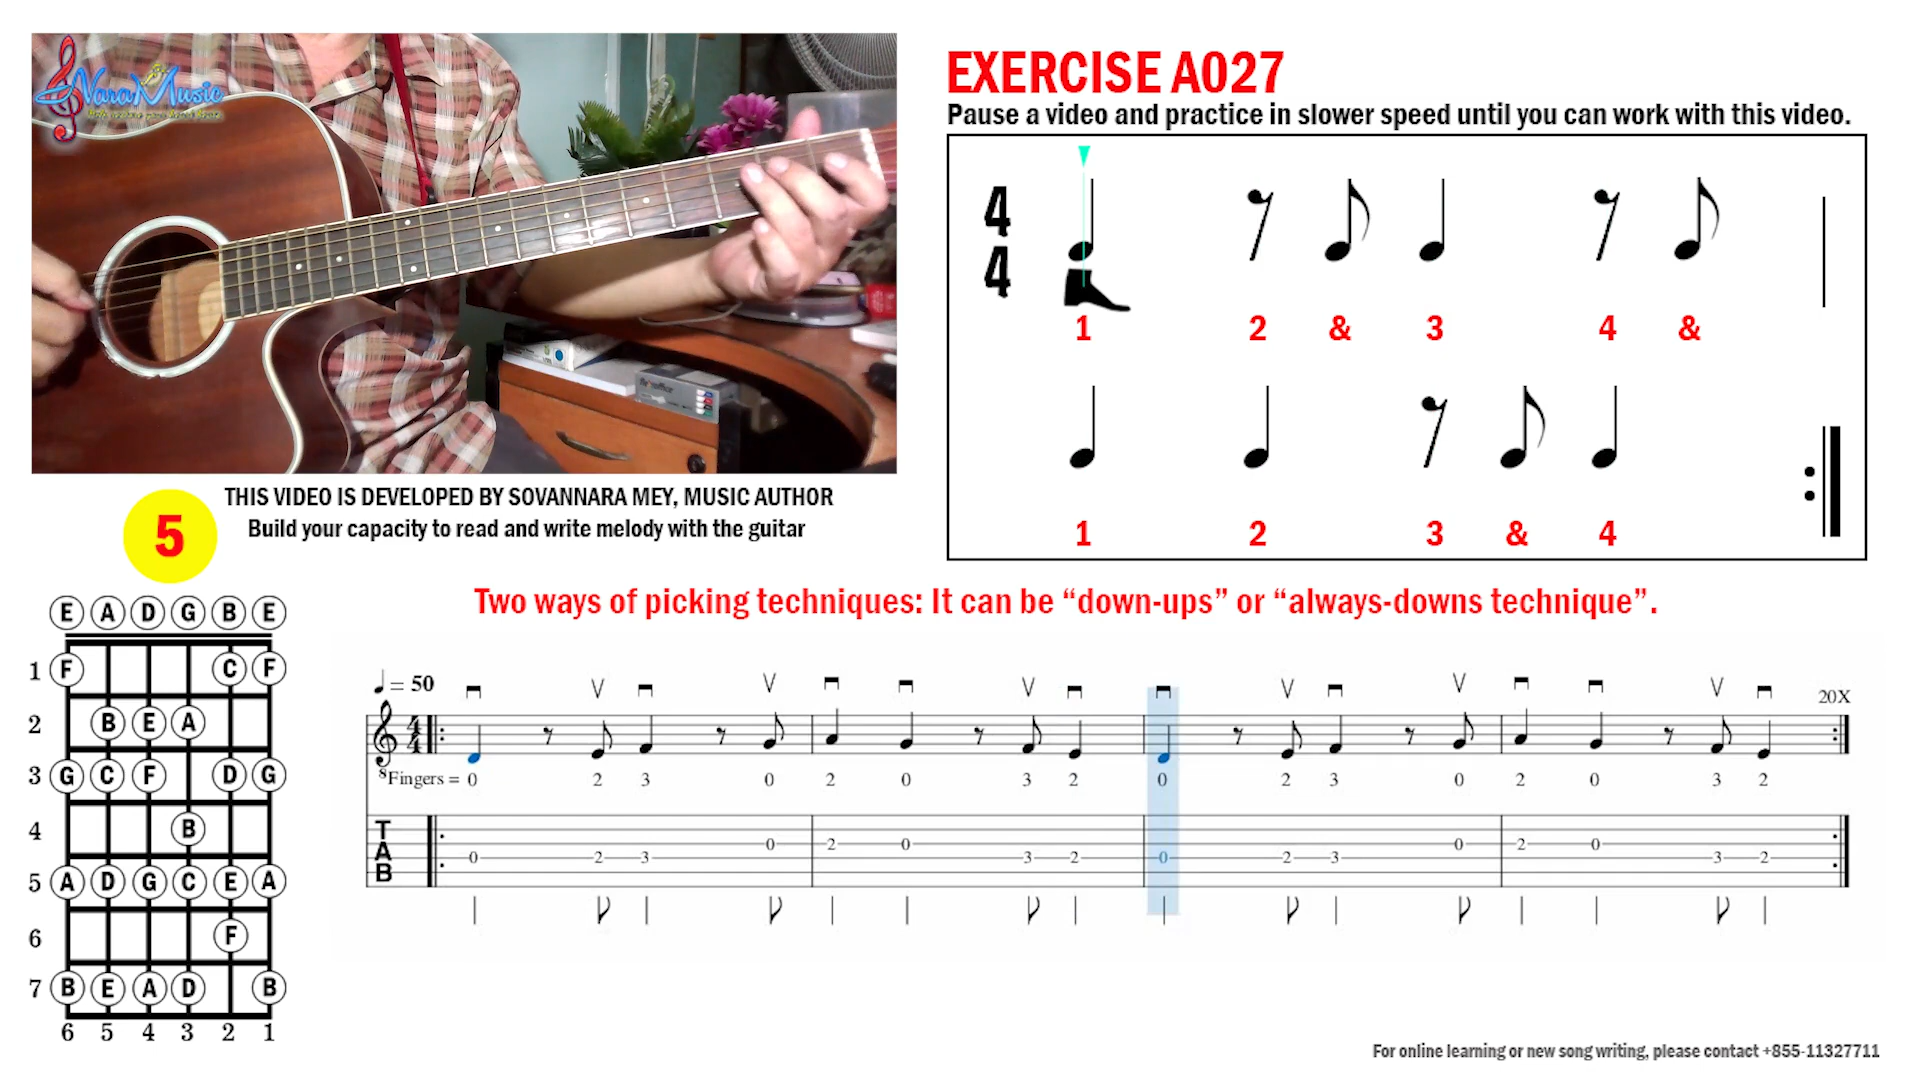 VaraMusic
EXERCISE A027
Pause a video and practice in slower speed until you can work with this video.
4
4
1 2 & 3 4 &
1 2 3 & 4
THIS VIDEO IS DEVELOPED BY SOVANNARA MEY, MUSIC AUTHOR
5
Build your capacity to read and write melody with the guitar
Two ways of picking techniques: It can be “down-ups” or “always-downs technique”.
E A D G B E
1 F C F
2 B E A
3 G C F D G
4 B
5 A D G C E A
6 F
7 B E A D B
6 5 4 3 2 1
= 50
20X
4
4
8
Fingers = 0 2 3 0 2 0 3 2 0 2 3 0 2 0 3 2
T
A
B
0 2 0 2 0 2 0
0 2 3 3 2 0 2 3 3 2
For online learning or new song writing, please contact +855-11327711